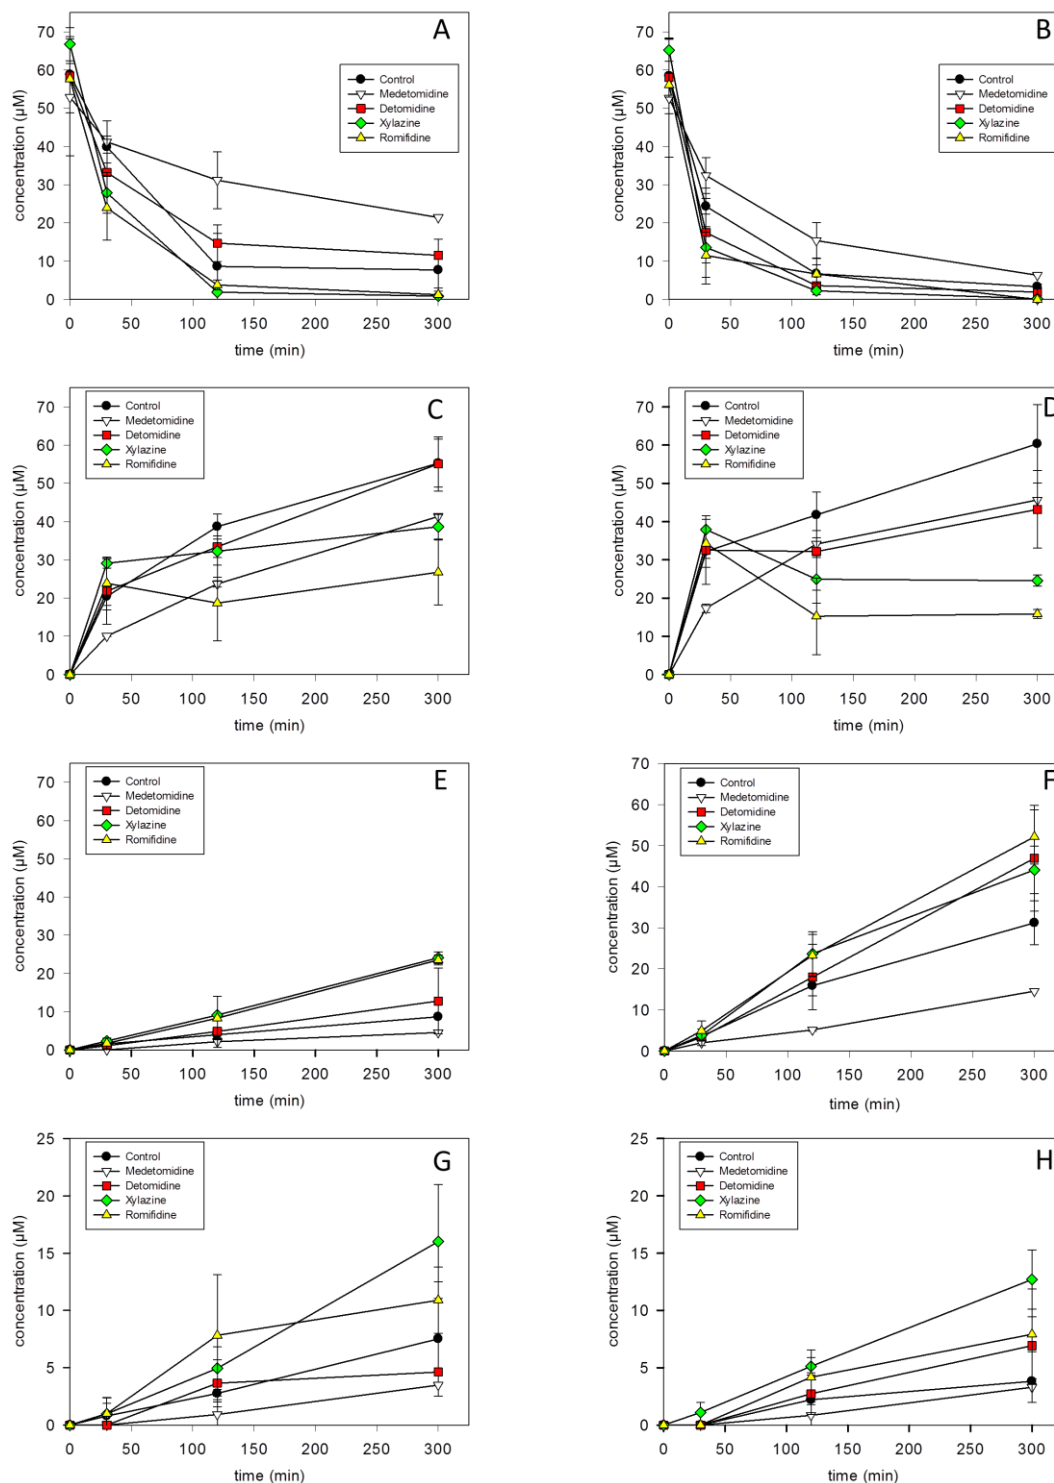 A
concentration (µM)
70
60
50
40
30
20
10
0
Control
Medetomidine
Detomidine
Xylazine
Romifidine
0 50 100 150 200 250 300
time (min)
B
concentration (µM)
70
60
50
40
30
20
10
0
Control
Medetomidine
Detomidine
Xylazine
Romifidine
0 50 100 150 200 250 300
time (min)
C
concentration (µM)
70
60
50
40
30
20
10
0
Control
Medetomidine
Detomidine
Xylazine
Romifidine
0 50 100 150 200 250 300
time (min)
D
concentration (µM)
70
60
50
40
30
20
10
0
Control
Medetomidine
Detomidine
Xylazine
Romifidine
0 50 100 150 200 250 300
time (min)
E
concentration (µM)
70
60
50
40
30
20
10
0
Control
Medetomidine
Detomidine
Xylazine
Romifidine
0 50 100 150 200 250 300
time (min)
F
concentration (µM)
70
60
50
40
30
20
10
0
Control
Medetomidine
Detomidine
Xylazine
Romifidine
0 50 100 150 200 250 300
time (min)
G
concentration (µM)
25
20
15
10
5
0
Control
Medetomidine
Detomidine
Xylazine
Romifidine
0 50 100 150 200 250 300
time (min)
H
concentration (µM)
25
20
15
10
5
0
Control
Medetomidine
Detomidine
Xylazine
Romifidine
0 50 100 150 200 250 300
time (min)